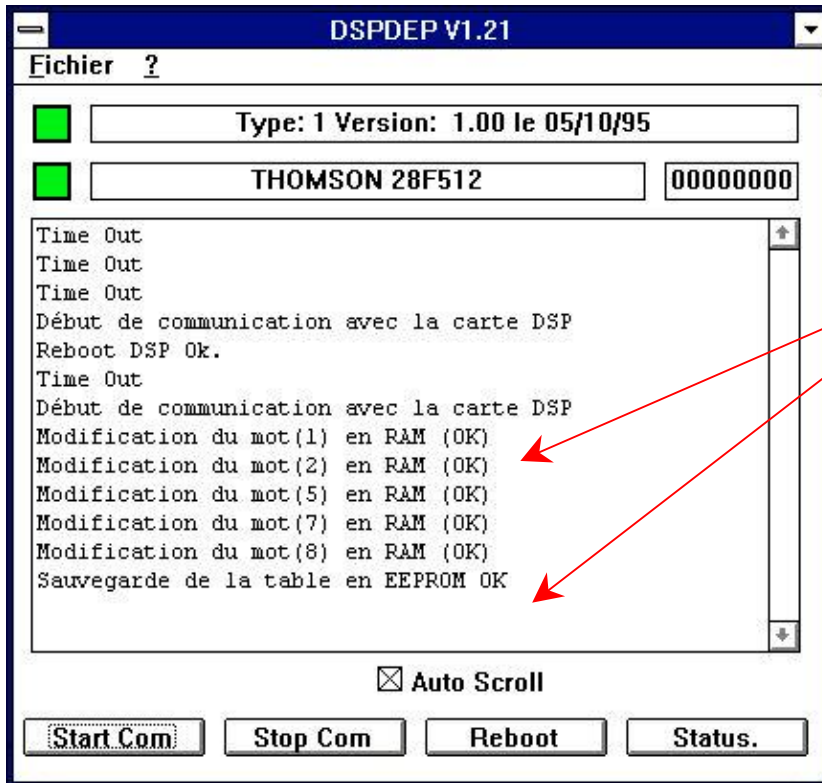 DSPDEP V1.21
Fichier ?
Type: 1 Version: 1.00 le 05/10/95
THOMSON 28F512 00000000
Time Out
Time Out
Time Out
Début de communication avec la carte DSP
Reboot DSP Ok.
Time Out
Début de communication avec la carte DSP
Modification du mot(1) en RAM (OK)
Modification du mot(2) en RAM (OK)
Modification du mot(5) en RAM (OK)
Modification du mot(7) en RAM (OK)
Modification du mot(8) en RAM (OK)
Sauvegarde de la table en EEPROM OK
Auto Scroll
Start Com Stop Com Reboot Status.